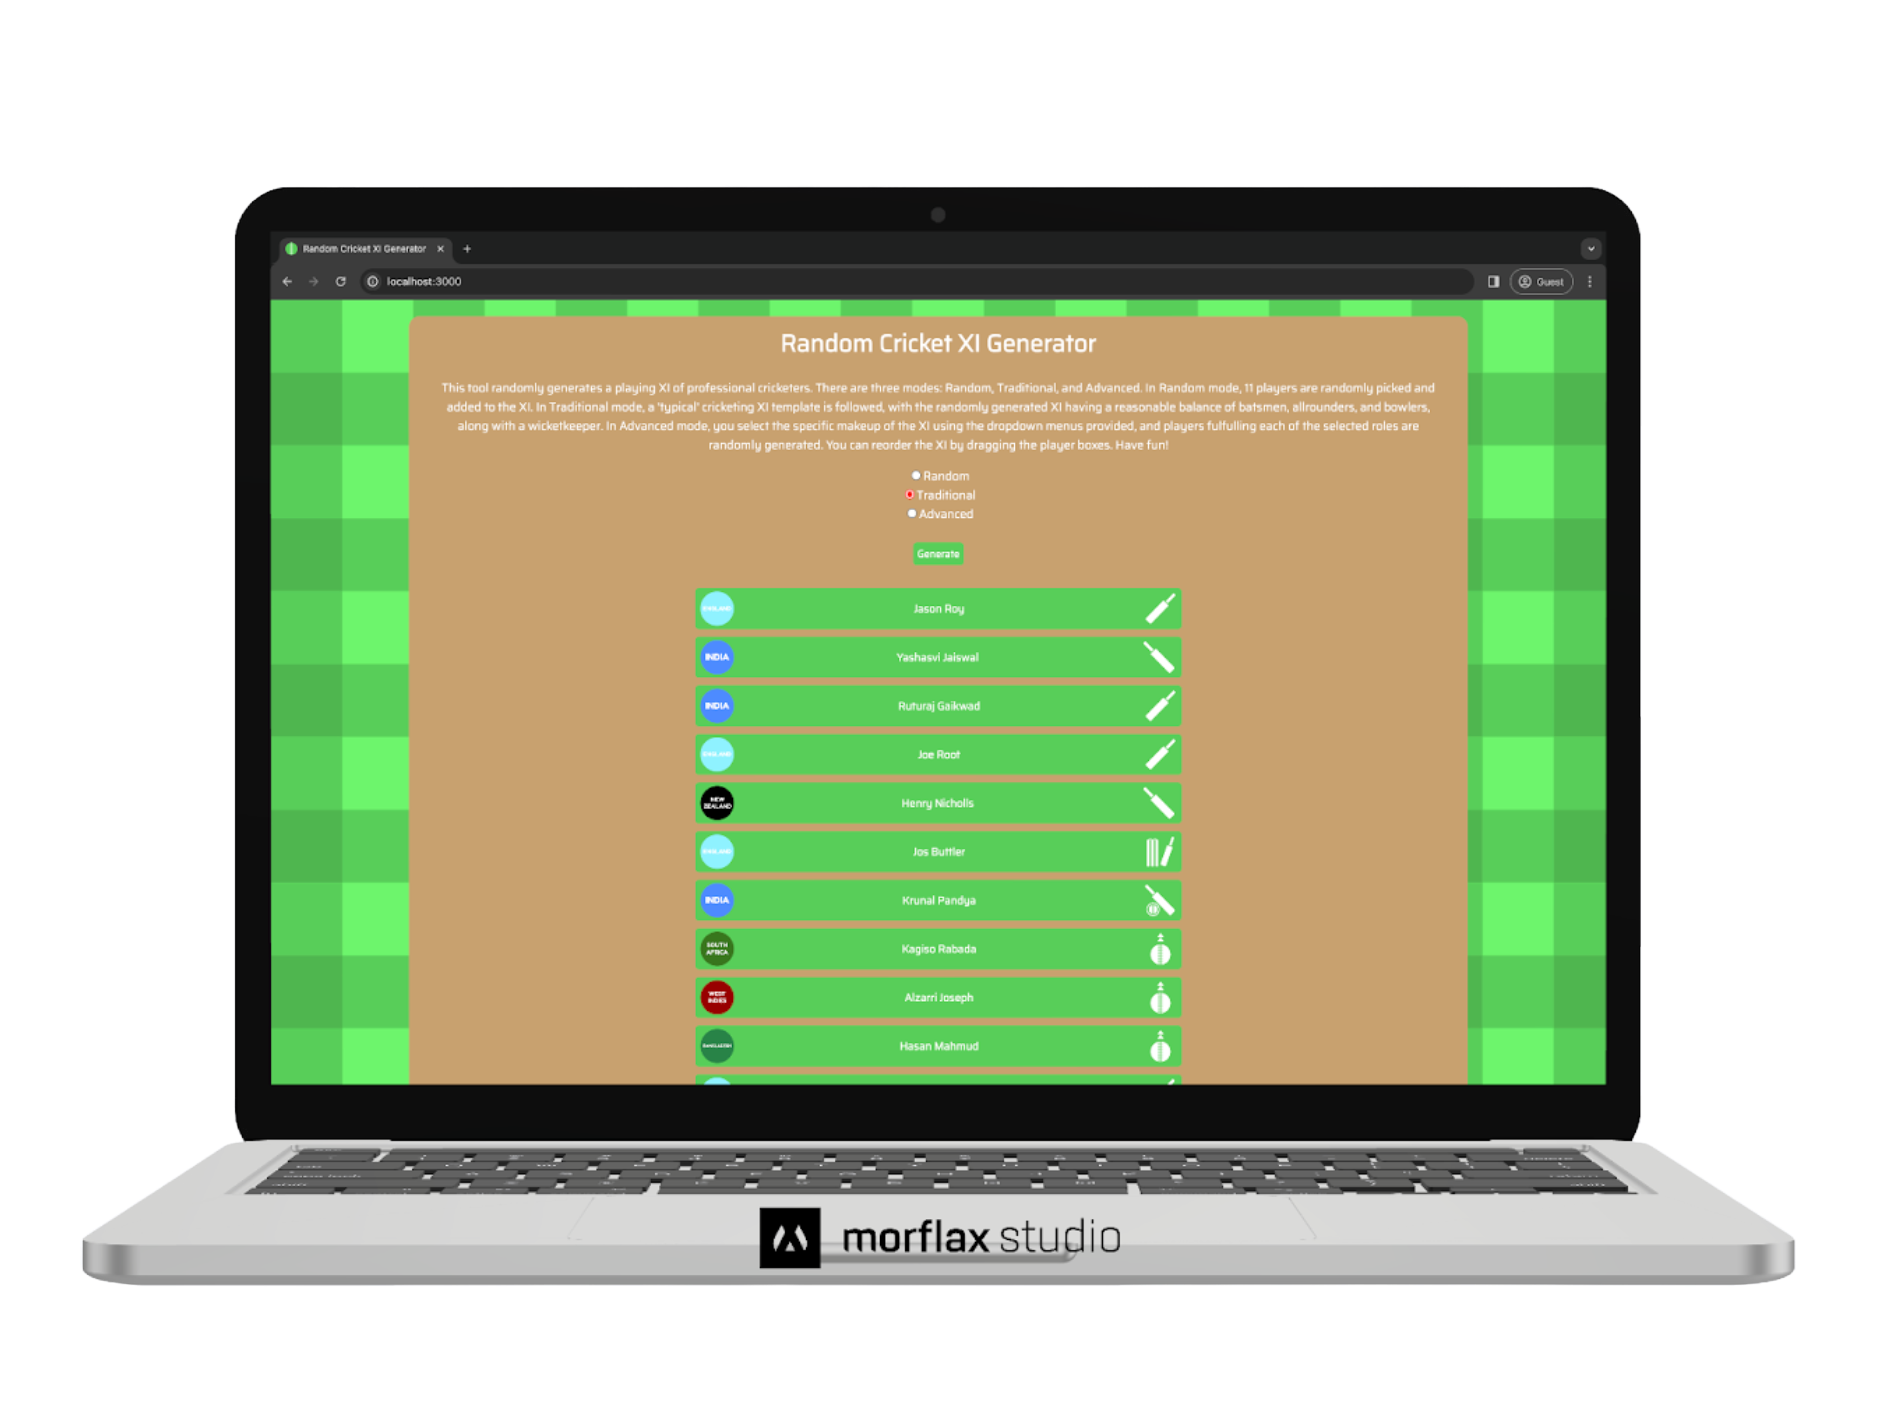 Random Cricket XI Generator
localhost:3000
Guest
Random Cricket XI Generator
This tool randomly generates a playing XI of professional cricketers. There are three modes: Random, Traditional, and Advanced. In Random mode, 11 players are randomly picked and
added to the XI. In Traditional mode, a 'typical' cricketing XI template is followed, with the randomly generated XI having a reasonable balance of batsmen, allrounders, and bowlers,
along with a wicketkeeper. In Advanced mode, you select the specific makeup of the XI using the dropdown menus provided, and players fulfulling each of the selected roles are
randomly generated. You can reorder the XI by dragging the player boxes. Have fun!
Random
Traditional
Advanced
Generate
ENGLAND Jason Roy
INDIA Yashasvi Jaiswal
INDIA Ruturaj Gaikwad
ENGLAND Joe Root
NEW ZEALAND Henry Nicholls
ENGLAND Jos Buttler
INDIA Krunal Pandya
SOUTH AFRICA Kagiso Rabada
WEST INDIES Alzarri Joseph
BANGLADESH Hasan Mahmud
morflax studio